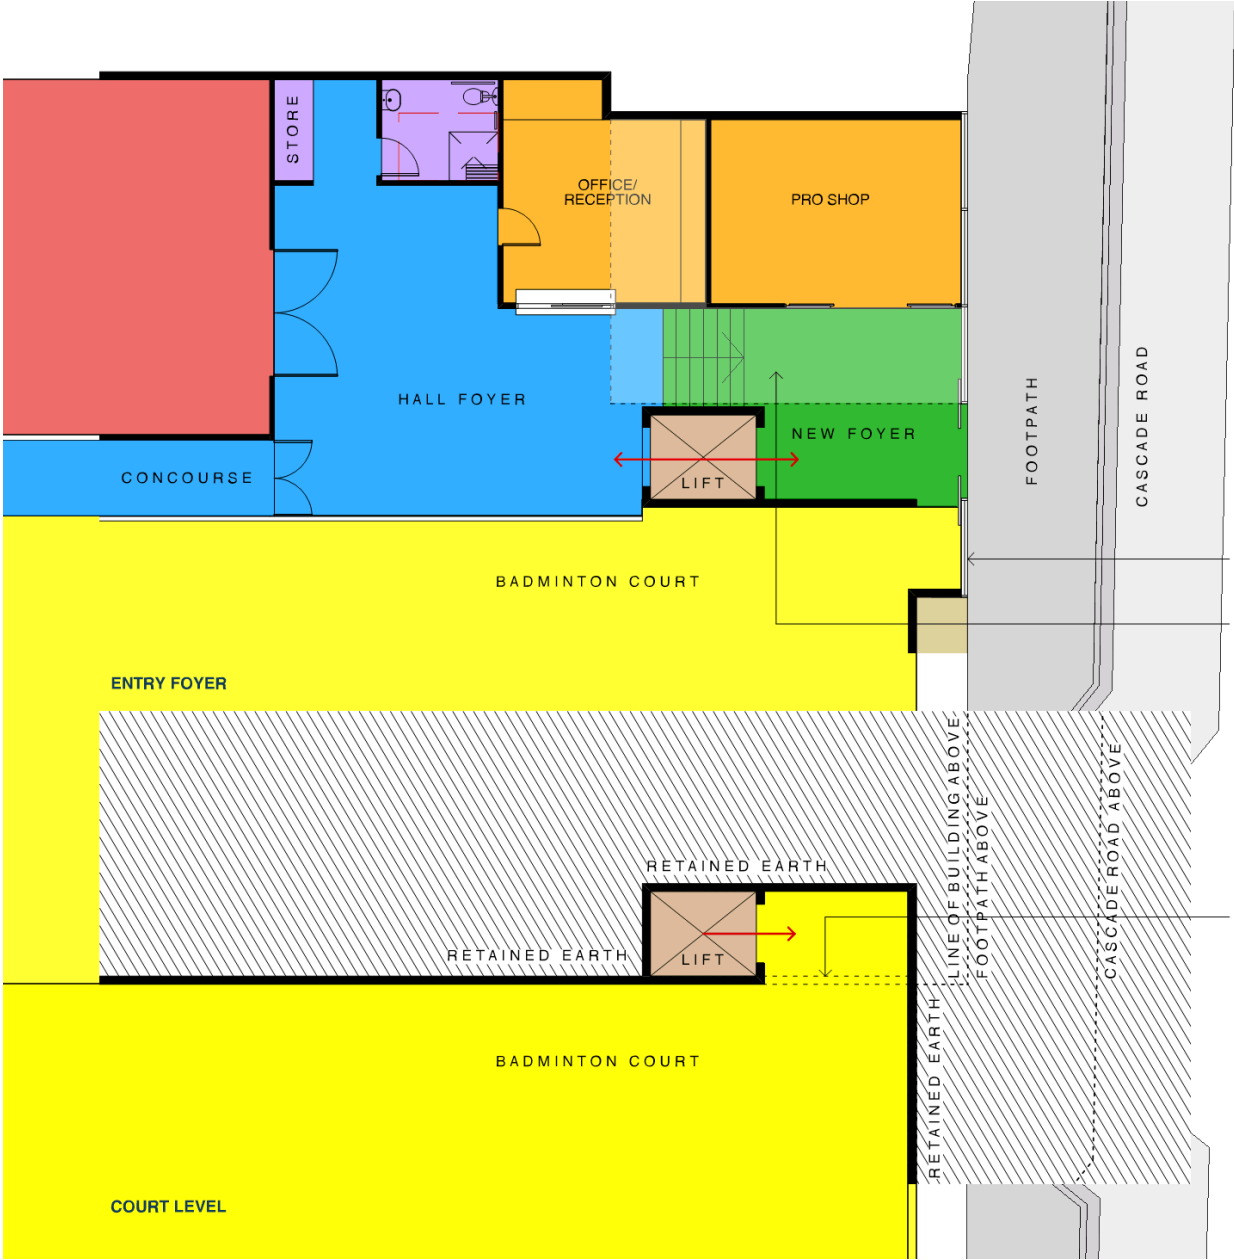 STORE
OFFICE/
RECEPTION
PRO SHOP
HALL FOYER
NEW FOYER
CONCOURSE
LIFT
FOOTPATH
CASCADE ROAD
BADMINTON COURT
ENTRY FOYER
LINE OF BUILDING ABOVE
FOOTPATH ABOVE
CASCADE ROAD ABOVE
RETAINED EARTH
RETAINED EARTH
LIFT
RETAINED EARTH
BADMINTON COURT
COURT LEVEL